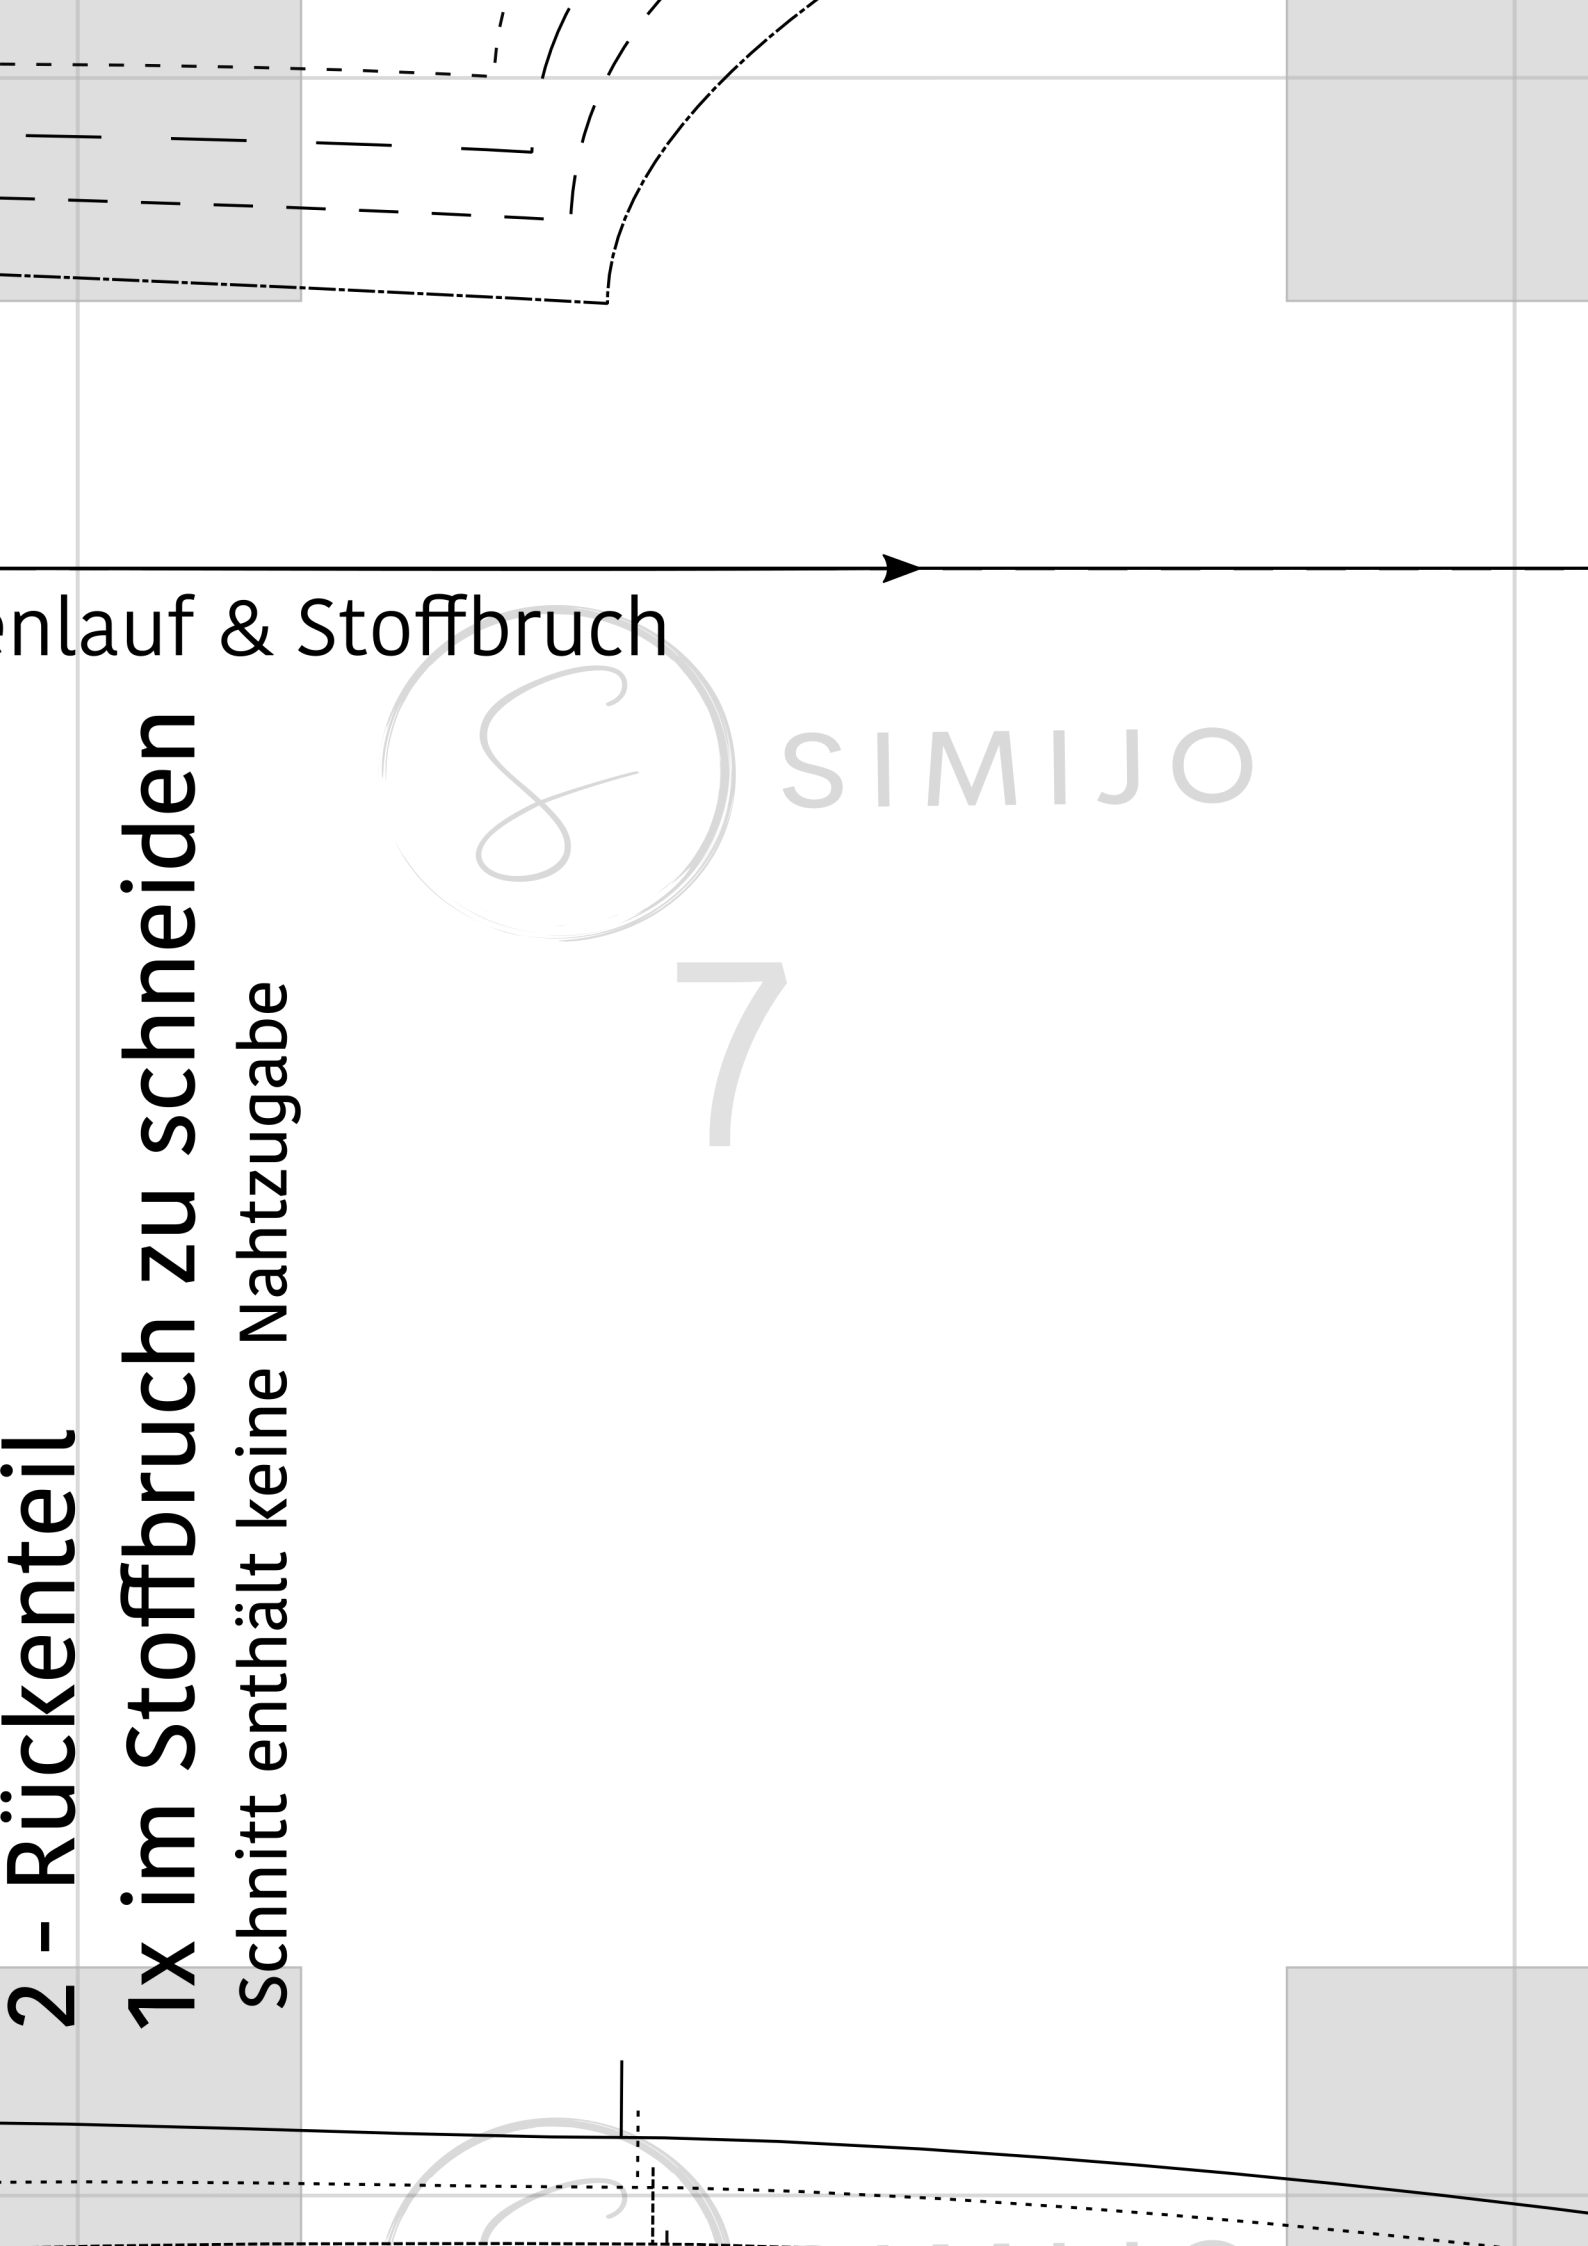 enlauf & Stoffbruch
SIMIJO
7
2 - Rückenteil
1x im Stoffbruch zu schneiden
Schnitt enthält keine Nahtzugabe